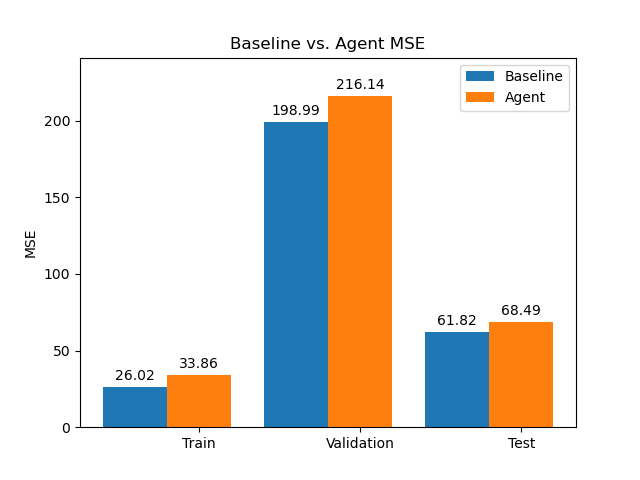 Baseline vs. Agent MSE
Baseline
Agent
216.14
198.99
200
150
MSE
100
68.49
61.82
50
33.86
26.02
0
Train Validation Test